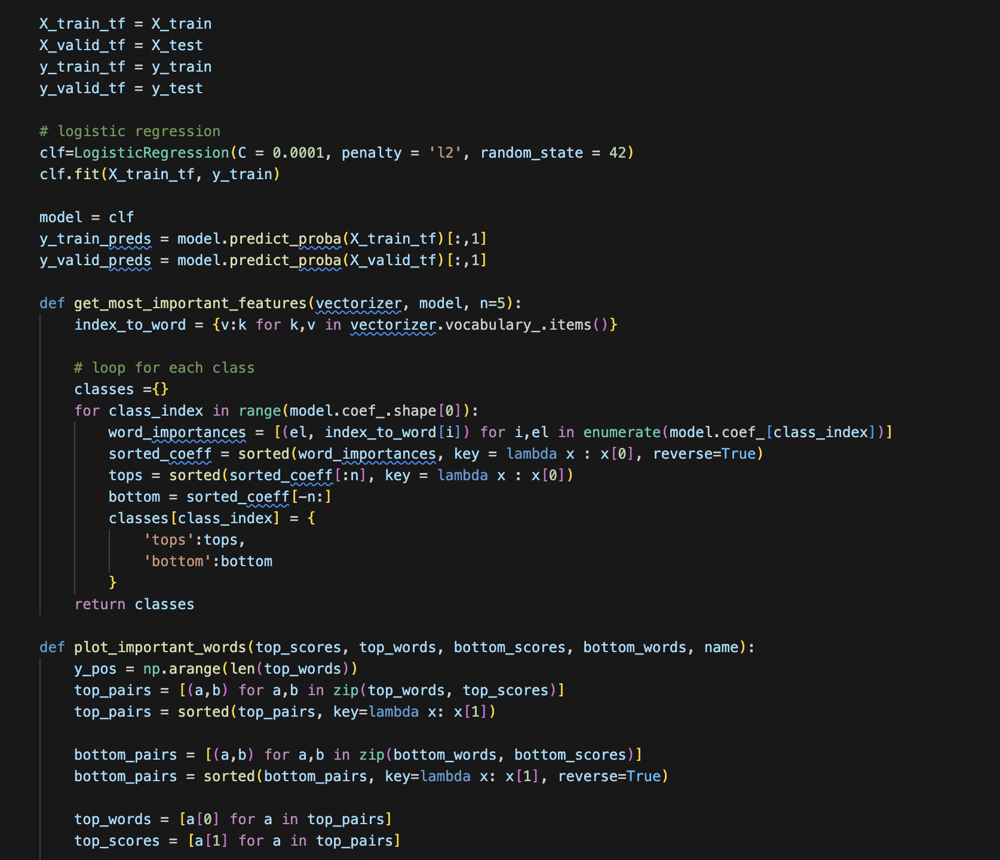 X_train_tf = X_train
X_valid_tf = X_test
y_train_tf = y_train
y_valid_tf = y_test

# logistic regression
clf=LogisticRegression(C = 0.0001, penalty = 'l2', random_state = 42)
clf.fit(X_train_tf, y_train)

model = clf
y_train_preds = model.predict_proba(X_train_tf)[:,1]
y_valid_preds = model.predict_proba(X_valid_tf)[:,1]

def get_most_important_features(vectorizer, model, n=5):
    index_to_word = {v:k for k,v in vectorizer.vocabulary_.items()}

    # loop for each class
    classes ={}
    for class_index in range(model.coef_.shape[0]):
        word_importances = [(el, index_to_word[i]) for i,el in enumerate(model.coef_[class_index])]
        sorted_coeff = sorted(word_importances, key = lambda x : x[0], reverse=True)
        tops = sorted(sorted_coeff[:n], key = lambda x : x[0])
        bottom = sorted_coeff[-n:]
        classes[class_index] = {
            'tops':tops,
            'bottom':bottom
        }
    return classes

def plot_important_words(top_scores, top_words, bottom_scores, bottom_words, name):
    y_pos = np.arange(len(top_words))
    top_pairs = [(a,b) for a,b in zip(top_words, top_scores)]
    top_pairs = sorted(top_pairs, key=lambda x: x[1])

    bottom_pairs = [(a,b) for a,b in zip(bottom_words, bottom_scores)]
    bottom_pairs = sorted(bottom_pairs, key=lambda x: x[1], reverse=True)

    top_words = [a[0] for a in top_pairs]
    top_scores = [a[1] for a in top_pairs]